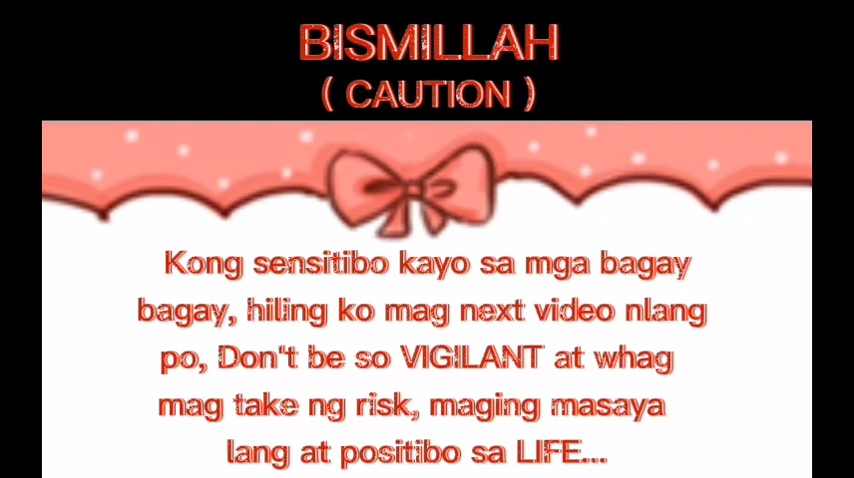 BISMILLAH
( CAUTION )
Kong sensitibo kayo sa mga bagay
bagay, hiling ko mag next video nlang
po, Don't be so VIGILANT at whag
mag take ng risk, maging masaya
lang at positibo sa LIFE...